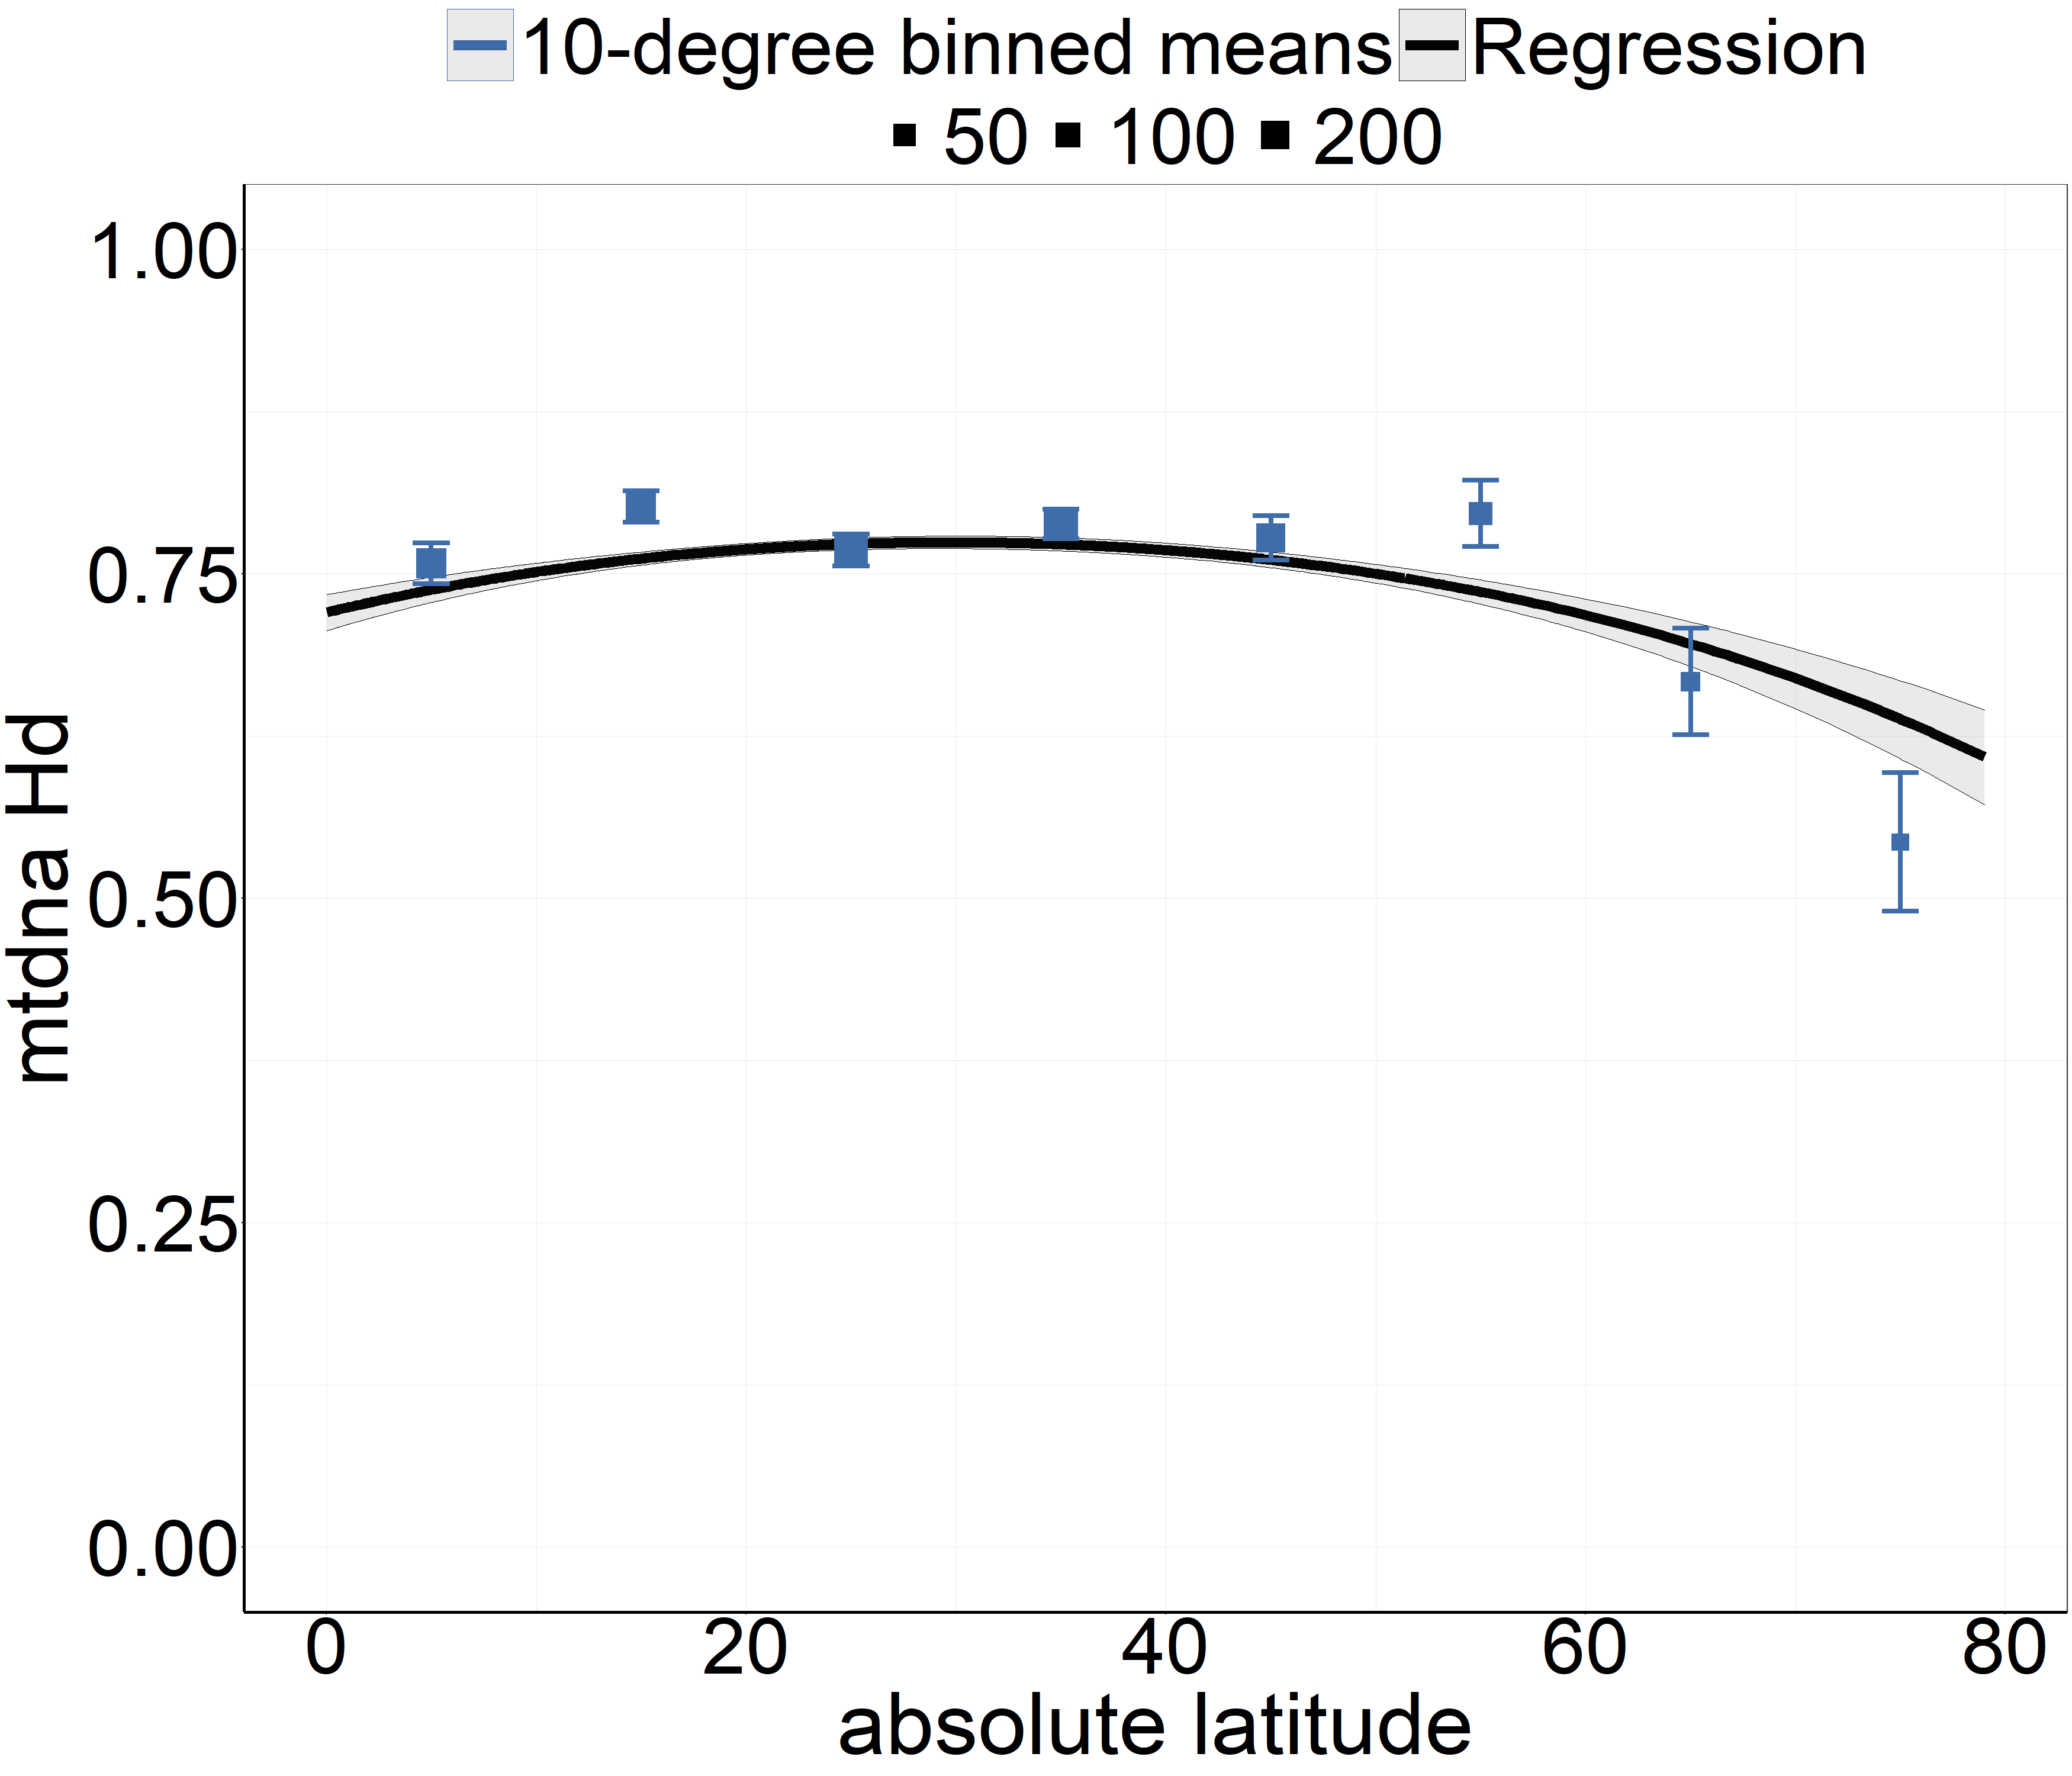 10-degree binned means Regression
50 100 200
1.00
0.75
0.50
0.25
0.00
mtdna Hd
0 20 40 60 80
absolute latitude